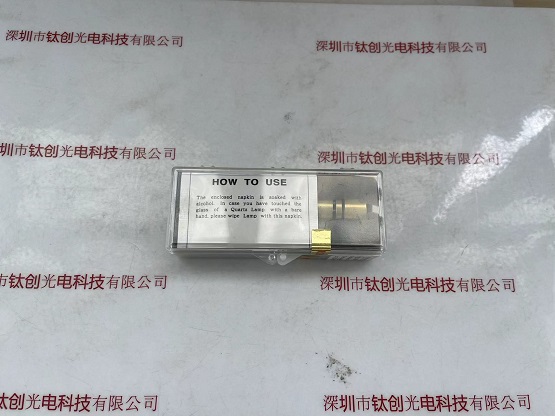 深圳市钛创光电科技有限公司
深圳市钛创光电科技有限公司
深圳市钛创光电科技有限公司
深圳市钛创光电科技有限公司
HOW TO USE
The enclosed napkin is soaked with
alcohol. In case you have touched the
glass of a Quartz Lamp with a bare
hand, please wipe Lamp with this napkin.
深圳市钛创光电科技有限公司
深圳市钛创光电科技有限公司
深圳市钛创光电科技有限公司
深圳市钛创光电科技有限公司